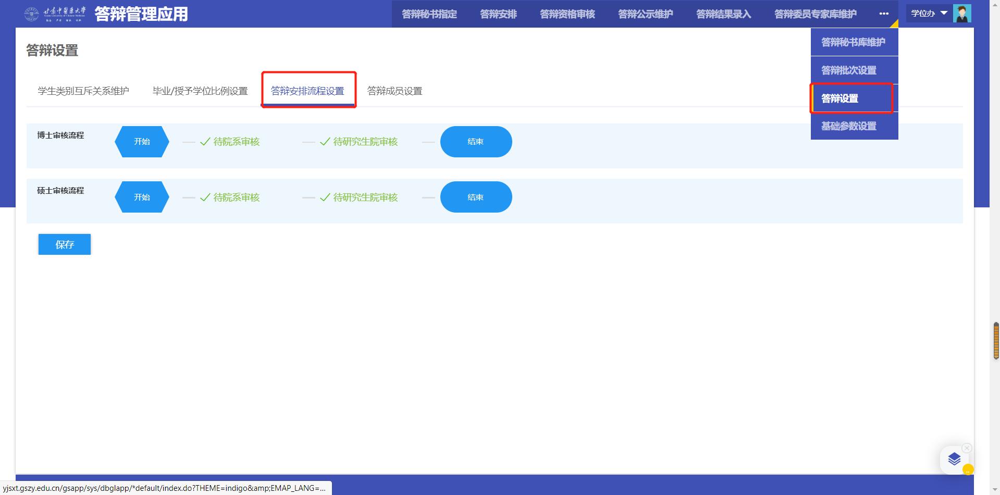 甘肃中医药大学
Gansu University of Chinese Medicine
答辩管理应用
答辩秘书指定
答辩安排
答辩资格审核
答辩公示维护
答辩结果录入
答辩委员专家库维护
•••
学位办
答辩秘书库维护
答辩批次设置
答辩设置
基础参数设置
答辩设置
学生类别互斥关系维护
毕业/授予学位比例设置
答辩安排流程设置
答辩成员设置
博士审核流程
开始
待院系审核
待研究生院审核
结束
硕士审核流程
开始
待院系审核
待研究生院审核
结束
保存
yjsxt.gszy.edu.cn/gsapp/sys/dbglapp/*default/index.do?THEME=indigo&amp;EMAP_LANG=...